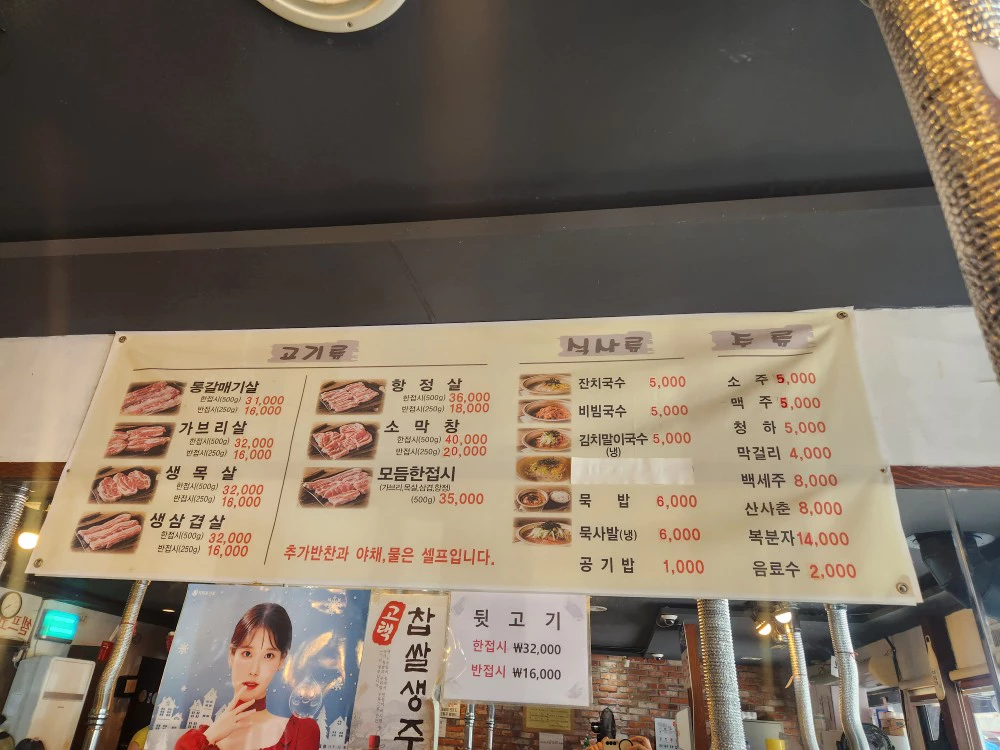 고기류
통갈매기살
한접시(500g) 31,000
반접시(250g) 16,000
가브리살
한접시(500g) 32,000
반접시(250g) 16,000
생목살
한접시(500g) 32,000
반접시(250g) 16,000
생삼겹살
한접시(500g) 32,000
반접시(250g) 16,000
항정살
한접시(500g) 36,000
반접시(250g) 18,000
소막창
한접시(500g) 40,000
반접시(250g) 20,000
모듬한접시
(가브리,목살,삼겹,항정)
(500g) 35,000
추가반찬과 야채,물은 셀프입니다.
식사류
잔치국수 5,000
비빔국수 5,000
김치말이국수 5,000
(냉)
묵밥 6,000
묵사발(냉) 6,000
공기밥 1,000
주류
소주 5,000
맥주 5,000
청하 5,000
막걸리 4,000
백세주 8,000
산사춘 8,000
복분자 14,000
음료수 2,000
고택
찹쌀생주
뒷고기
한접시 ₩32,000
반접시 ₩16,000